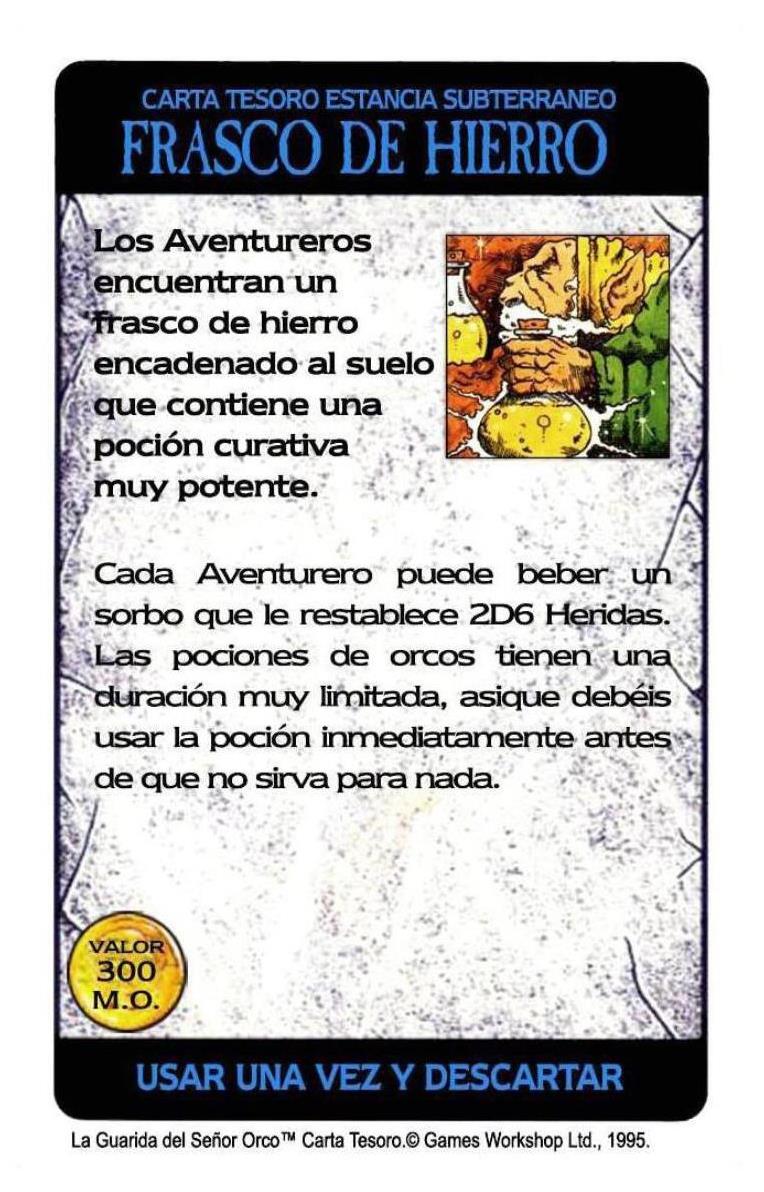 CARTA TESORO ESTANCIA SUBTERRANEO
FRASCO DE HIERRO
Los Aventureros
encuentran un
frasco de hierro
encadenado al suelo
que contiene una
poción curativa
muy potente.
Cada Aventurero puede beber un
sorbo que le restablece 2D6 Heridas.
Las pociones de orcos tienen una
duración muy limitada, asique debéis
usar la poción inmediatamente antes
de que no sirva para nada.
VALOR
300
M.O.
USAR UNA VEZ Y DESCARTAR
La Guarida del Señor Orco™ Carta Tesoro.© Games Workshop Ltd., 1995.